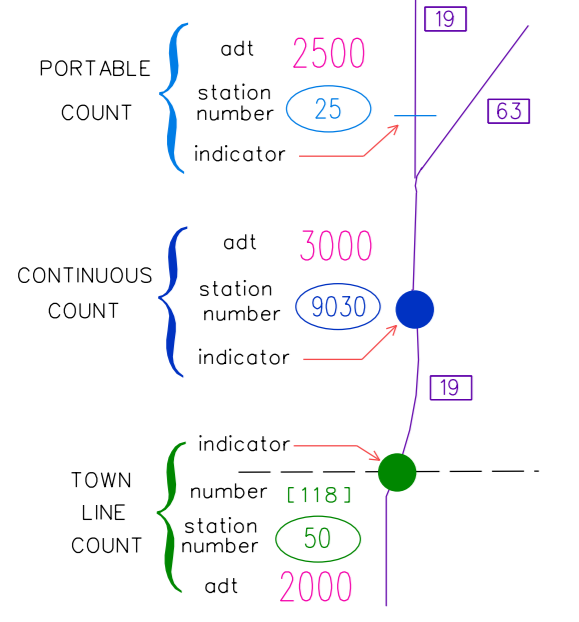 19
adt 2500
PORTABLE
COUNT
station
number 25
63
indicator
adt 3000
CONTINUOUS
COUNT
station
number 9030
indicator
19
indicator
TOWN
LINE
COUNT
number [118]
station
number 50
adt 2000